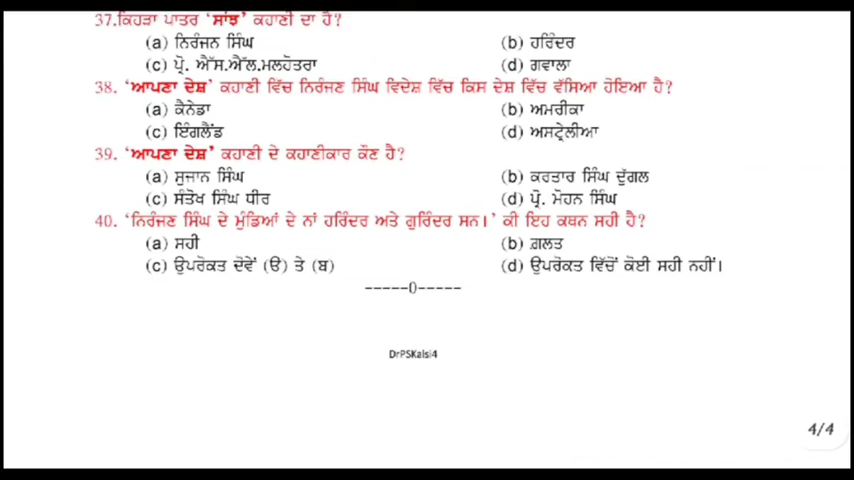 37.ਕਿਹੜਾ ਪਾਤਰ ‘ਸਾਂਝ’ ਕਹਾਣੀ ਦਾ ਹੈ?
(a) ਨਿਰੰਜਨ ਸਿੰਘ (b) ਹਰਿੰਦਰ
(c) ਪ੍ਰੋ. ਐੱਸ.ਐੱਲ.ਮਲਹੋਤਰਾ (d) ਗਵਾਲਾ
38. ‘ਆਪਣਾ ਦੇਸ਼’ ਕਹਾਣੀ ਵਿੱਚ ਨਿਰੰਜਣ ਸਿੰਘ ਵਿਦੇਸ਼ ਵਿੱਚ ਕਿਸ ਦੇਸ਼ ਵਿੱਚ ਵੱਸਿਆ ਹੋਇਆ ਹੈ?
(a) ਕੈਨੇਡਾ (b) ਅਮਰੀਕਾ
(c) ਇੰਗਲੈਂਡ (d) ਅਸਟ੍ਰੇਲੀਆ
39. ‘ਆਪਣਾ ਦੇਸ਼’ ਕਹਾਣੀ ਦੇ ਕਹਾਣੀਕਾਰ ਕੌਣ ਹੈ?
(a) ਸੁਜਾਨ ਸਿੰਘ (b) ਕਰਤਾਰ ਸਿੰਘ ਦੁੱਗਲ
(c) ਸੰਤੋਖ ਸਿੰਘ ਧੀਰ (d) ਪ੍ਰੋ. ਮੋਹਨ ਸਿੰਘ
40. ‘ਨਿਰੰਜਣ ਸਿੰਘ ਦੇ ਮੁੰਡਿਆਂ ਦੇ ਨਾਂ ਹਰਿੰਦਰ ਅਤੇ ਗੁਰਿੰਦਰ ਸਨ।’ ਕੀ ਇਹ ਕਥਨ ਸਹੀ ਹੈ?
(a) ਸਹੀ (b) ਗ਼ਲਤ
(c) ਉਪਰੋਕਤ ਦੋਵੇਂ (ੳ) ਤੇ (ਬ) (d) ਉਪਰੋਕਤ ਵਿੱਚੋਂ ਕੋਈ ਸਹੀ ਨਹੀਂ।
-----0-----
DrPSKalsi4
4/4